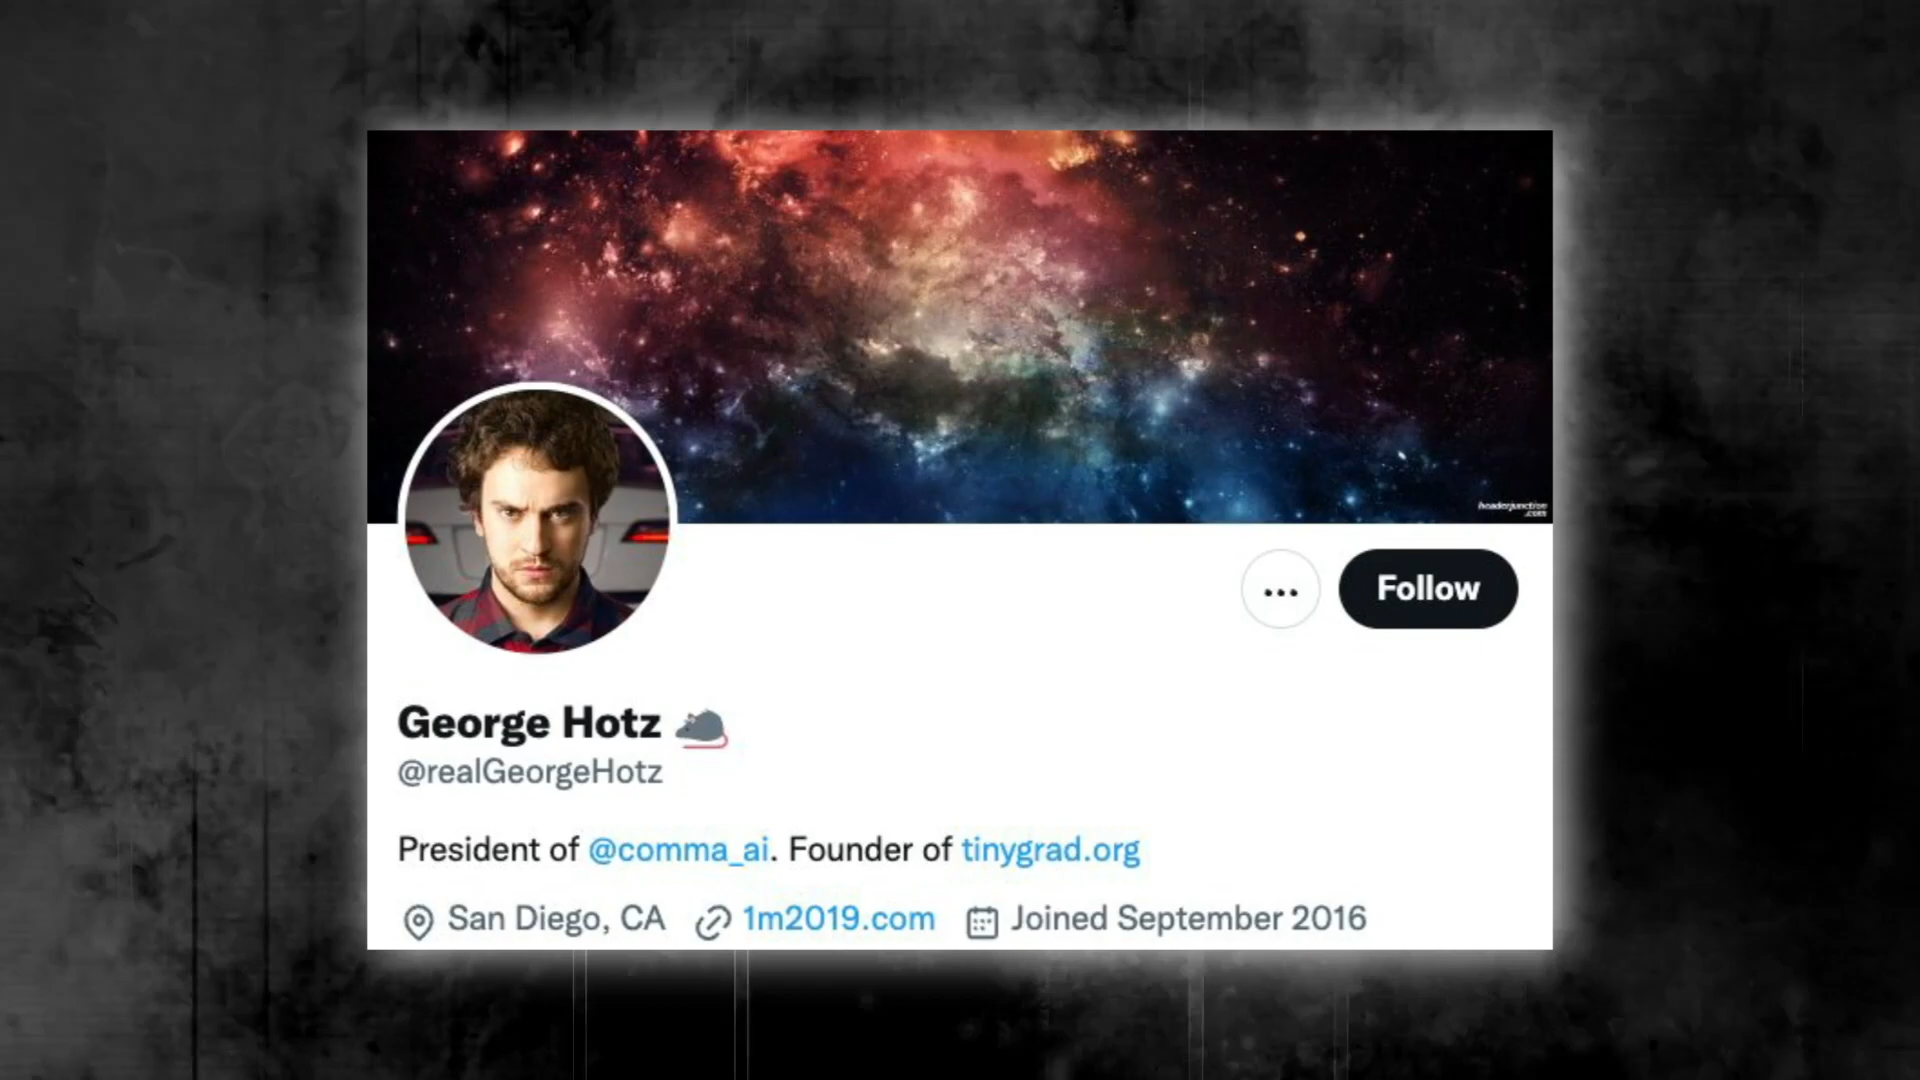 headerjunction
.com
Follow
George Hotz 🐀
@realGeorgeHotz
President of @comma_ai. Founder of tinygrad.org
San Diego, CA 1m2019.com Joined September 2016